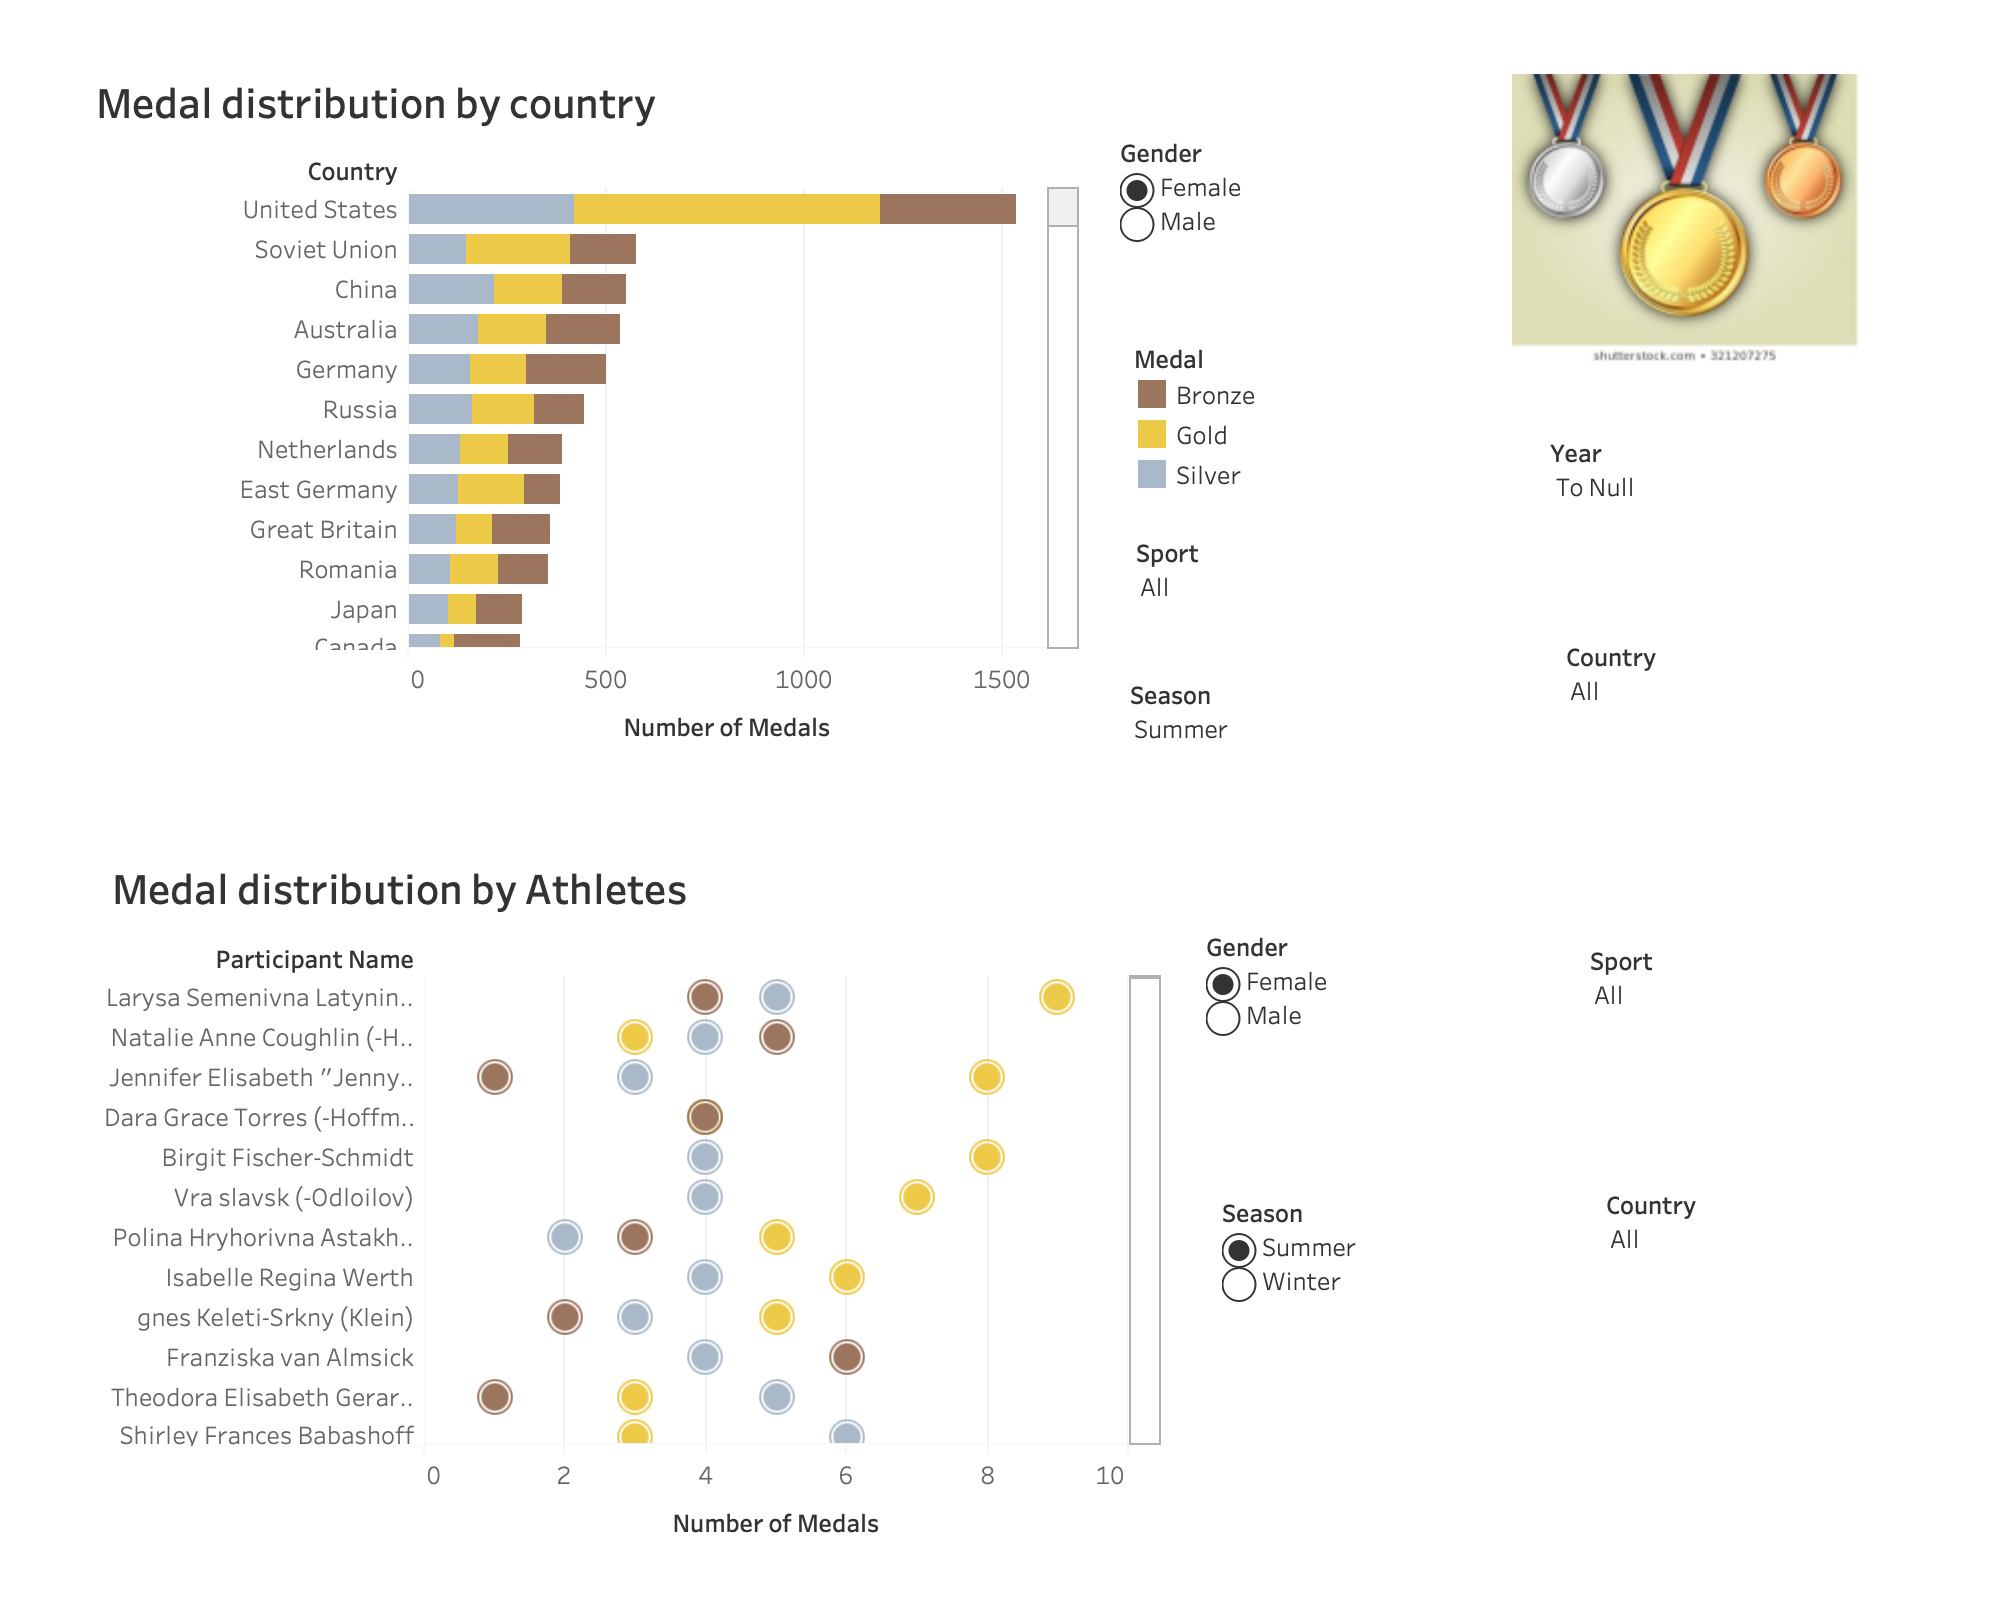 Medal distribution by country
Country
United States
Soviet Union
China
Australia
Germany
Russia
Netherlands
East Germany
Great Britain
Romania
Japan
Canada
0 500 1000 1500
Number of Medals
Gender
Female
Male
Medal
Bronze
Gold
Silver
Sport
All
Season
Summer
shutterstock.com • 321207275
Year
To Null
Country
All
Medal distribution by Athletes
Participant Name
Larysa Semenivna Latynin..
Natalie Anne Coughlin (-H..
Jennifer Elisabeth "Jenny..
Dara Grace Torres (-Hoffm..
Birgit Fischer-Schmidt
Vra slavsk (-Odloilov)
Polina Hryhorivna Astakh..
Isabelle Regina Werth
gnes Keleti-Srkny (Klein)
Franziska van Almsick
Theodora Elisabeth Gerar..
Shirley Frances Babashoff
0 2 4 6 8 10
Number of Medals
Gender
Female
Male
Season
Summer
Winter
Sport
All
Country
All